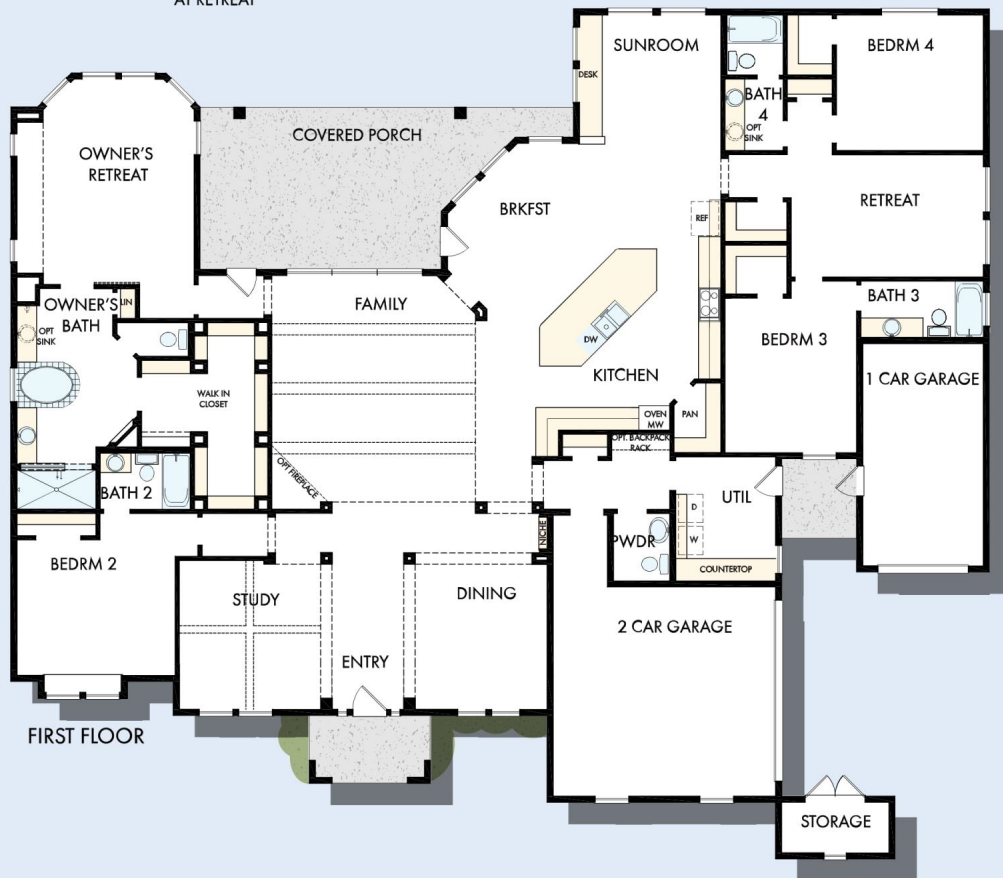 AT RETREAT
SUNROOM
BEDRM 4
DESK
BATH
4
OPT
SINK
COVERED PORCH
OWNER'S
RETREAT
BRKFST
RETREAT
REF
FAMILY
OWNER'S
BATH
LIN
OPT
SINK
BATH 3
DW
BEDRM 3
KITCHEN
1 CAR GARAGE
WALK IN
CLOSET
OVEN
MW
PAN
OPT. BACKPACK
RACK
OPT FIREPLACE
BATH 2
UTIL
D
W
NICHE
PWDR
COUNTERTOP
BEDRM 2
STUDY
DINING
2 CAR GARAGE
ENTRY
FIRST FLOOR
STORAGE